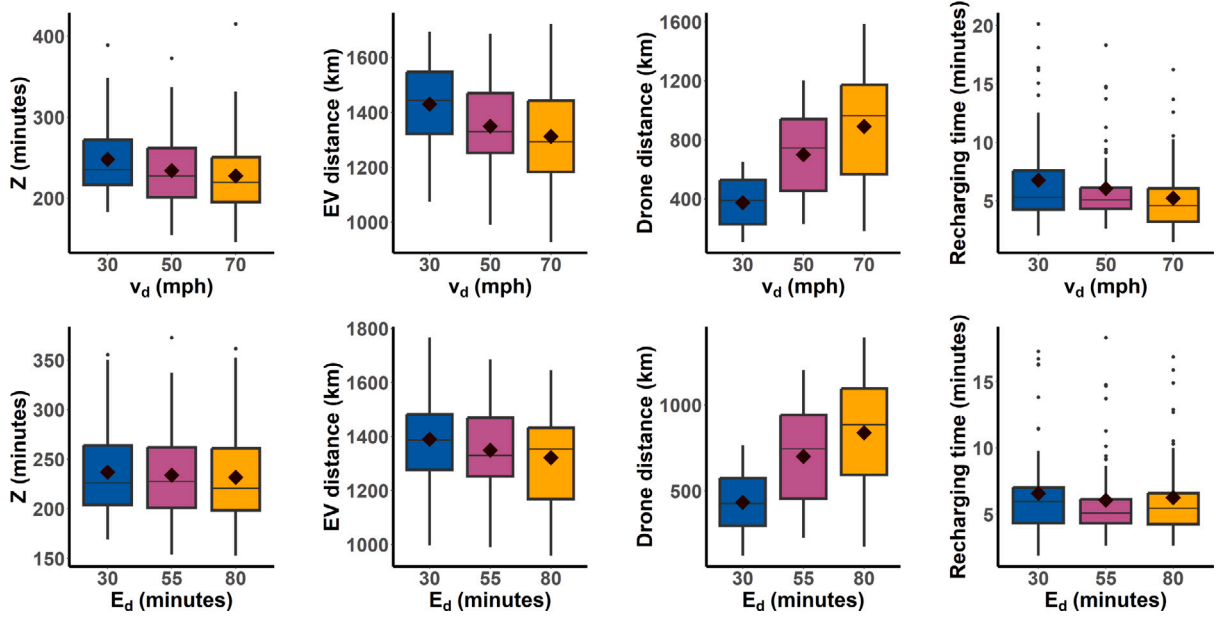 Z (minutes)
400
300
200
30 50 70
v_d (mph)
EV distance (km)
1600
1400
1200
1000
30 50 70
v_d (mph)
Drone distance (km)
1600
1200
800
400
30 50 70
v_d (mph)
Recharging time (minutes)
20
15
10
5
30 50 70
v_d (mph)
Z (minutes)
350
300
250
200
150
30 55 80
E_d (minutes)
EV distance (km)
1800
1600
1400
1200
1000
30 55 80
E_d (minutes)
Drone distance (km)
1000
500
30 55 80
E_d (minutes)
Recharging time (minutes)
15
10
5
30 55 80
E_d (minutes)